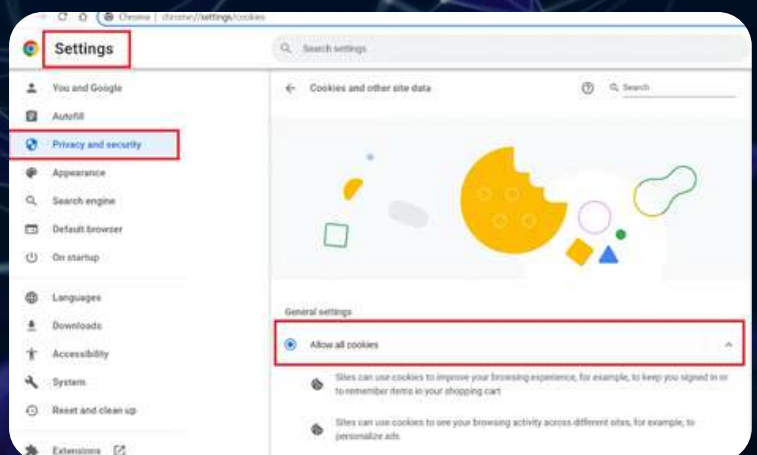 Chrome | chrome://settings/cookies
Settings
Search settings
You and Google
Autofill
Privacy and security
Appearance
Search engine
Default browser
On startup
Languages
Downloads
Accessibility
System
Reset and clean up
Extensions
Cookies and other site data
Search
General settings
Allow all cookies
Sites can use cookies to improve your browsing experience, for example, to keep you signed in or
to remember items in your shopping cart
Sites can use cookies to see your browsing activity across different sites, for example, to
personalize ads